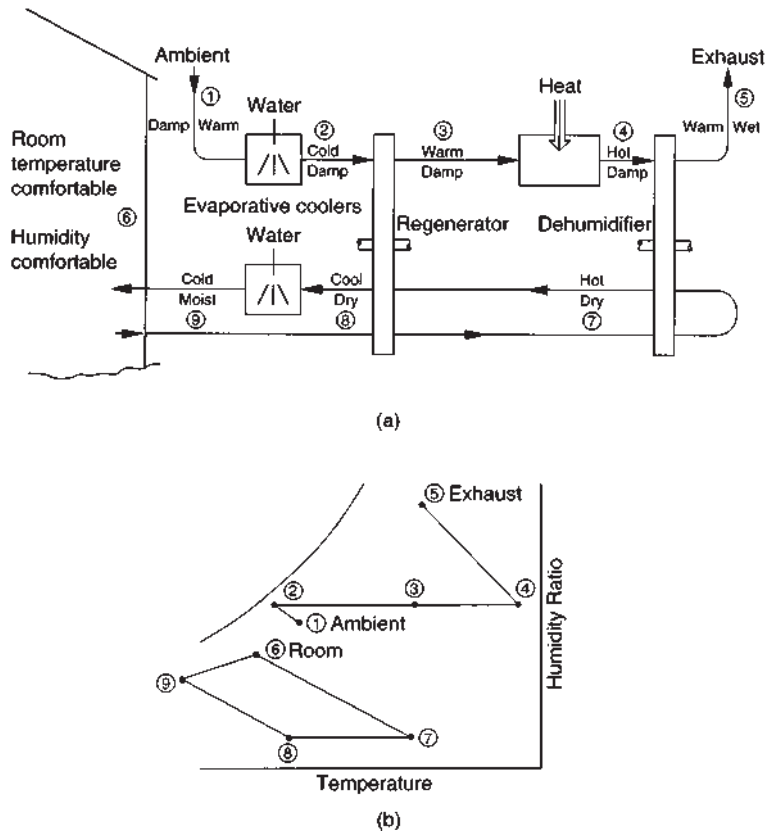 Ambient
Exhaust
①
Damp Warm
Water
②
Cold
Damp
③
Warm
Damp
Heat
④
Hot
Damp
⑤
Warm Wet
Room
temperature
comfortable
⑥
Humidity
comfortable
Evaporative coolers
Water
Regenerator
Dehumidifier
Cold
Moist
⑨
Cool
Dry
⑧
Hot
Dry
⑦
(a)
⑤ Exhaust
②
③
④
① Ambient
⑥ Room
⑨
⑧
⑦
Humidity Ratio
Temperature
(b)